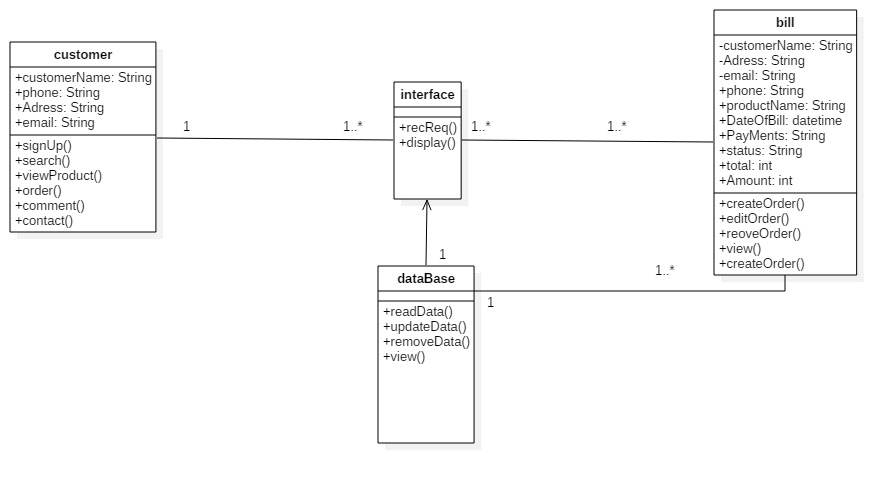 customer
+customerName: String
+phone: String
+Adress: String
+email: String
+signUp()
+search()
+viewProduct()
+order()
+comment()
+contact()
1
1..*
interface
+recReq()
+display()
1..*
1..*
bill
-customerName: String
-Adress: String
-email: String
+phone: String
+productName: String
+DateOfBill: datetime
+PayMents: String
+status: String
+total: int
+Amount: int
+createOrder()
+editOrder()
+reoveOrder()
+view()
+createOrder()
1
dataBase
+readData()
+updateData()
+removeData()
+view()
1
1..*